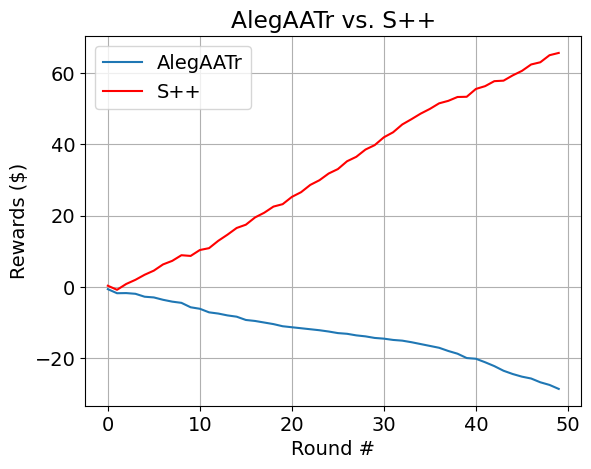 AlegAATr vs. S++
AlegAATr
S++
Rewards ($)
60
40
20
0
−20
0 10 20 30 40 50
Round #